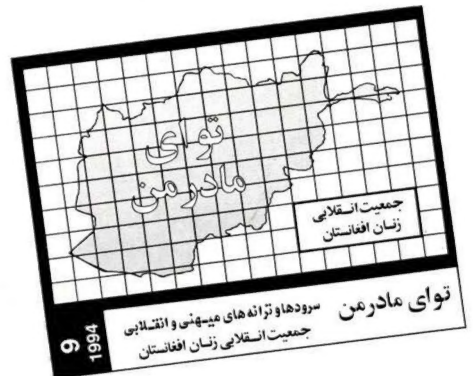 توای
مادرمن
جمعیت انقلابی
زنان افغانستان
توای مادرمن
سرودها و ترانه های میهنی و انقلابی
جمعیت انقلابی زنان افغانستان
9
1994